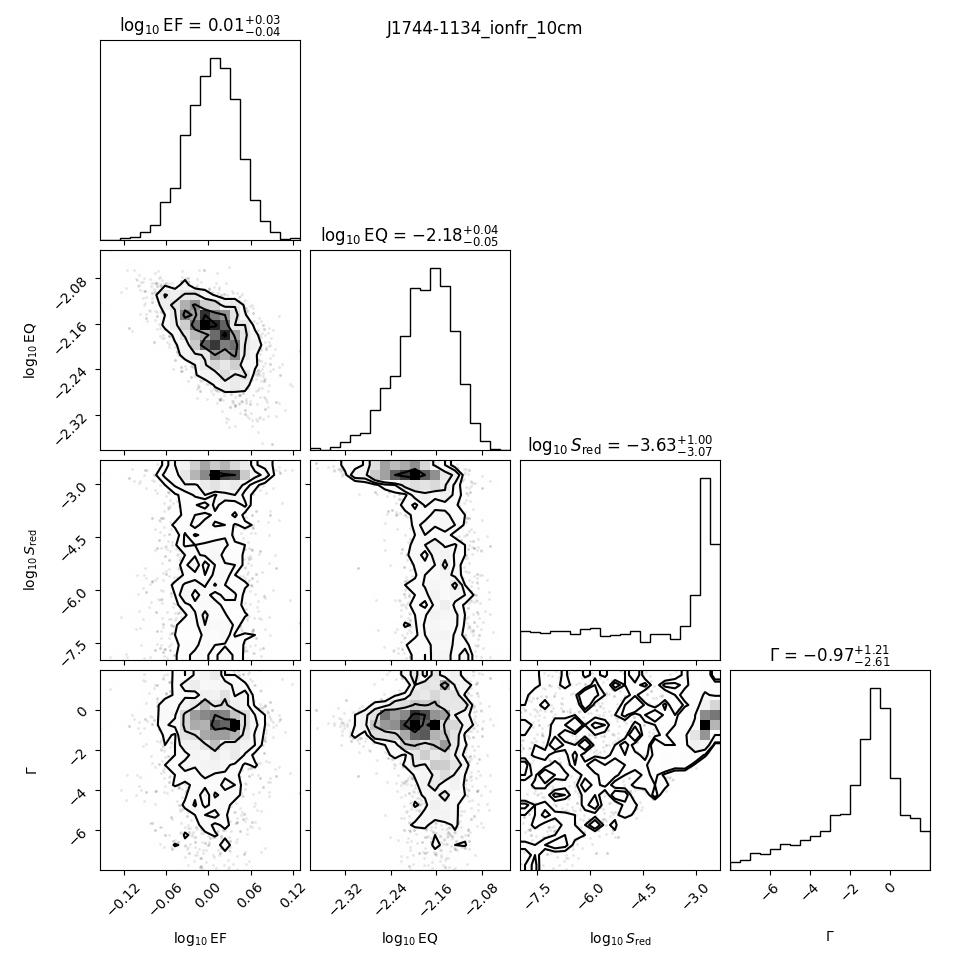 J1744-1134_ionfr_10cm
log₁₀ EF = 0.01 +0.03 −0.04
log₁₀ EQ = −2.18 +0.04 −0.05
log₁₀ EQ
−2.08
−2.16
−2.24
−2.32
log₁₀ S_red = −3.63 +1.00 −3.07
log₁₀ S_red
−3.0
−4.5
−6.0
−7.5
Γ = −0.97 +1.21 −2.61
Γ
0
−2
−4
−6
−0.12 −0.06 0.00 0.06 0.12
−2.32 −2.24 −2.16 −2.08
−7.5 −6.0 −4.5 −3.0
−6 −4 −2 0
log₁₀ EF
log₁₀ EQ
log₁₀ S_red
Γ